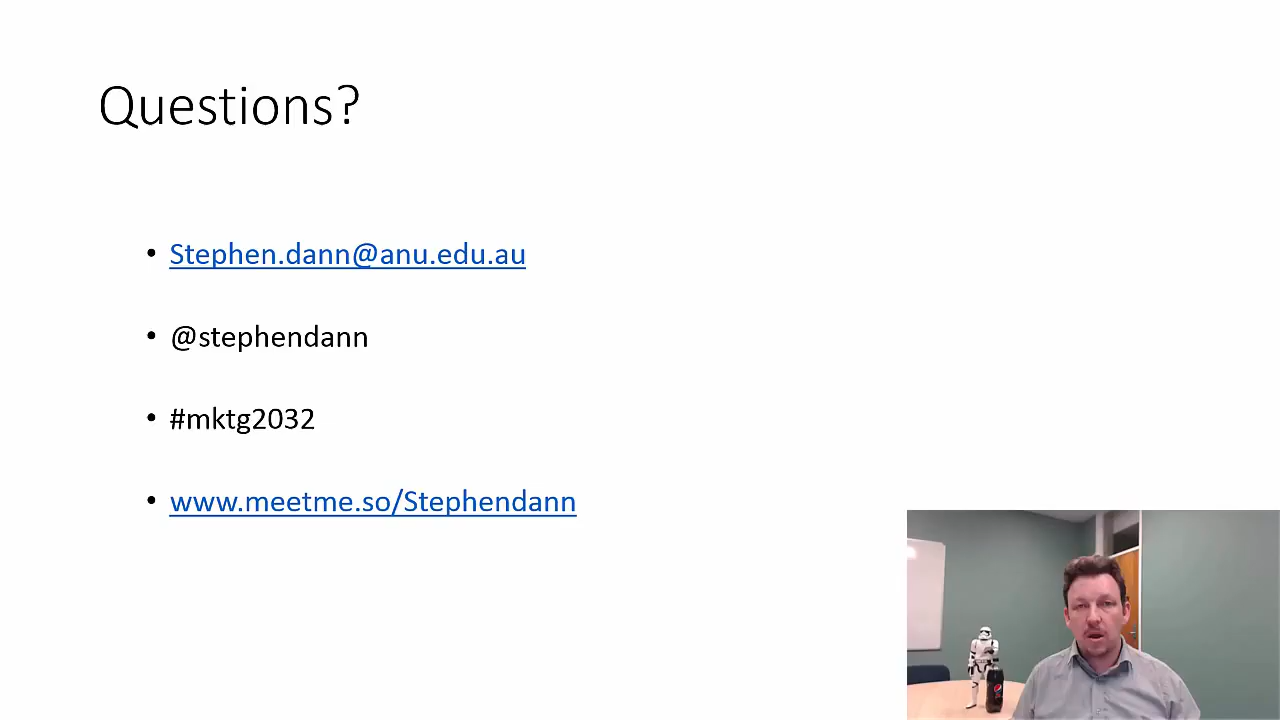 Questions?
• Stephen.dann@anu.edu.au
• @stephendann
• #mktg2032
• www.meetme.so/Stephendann